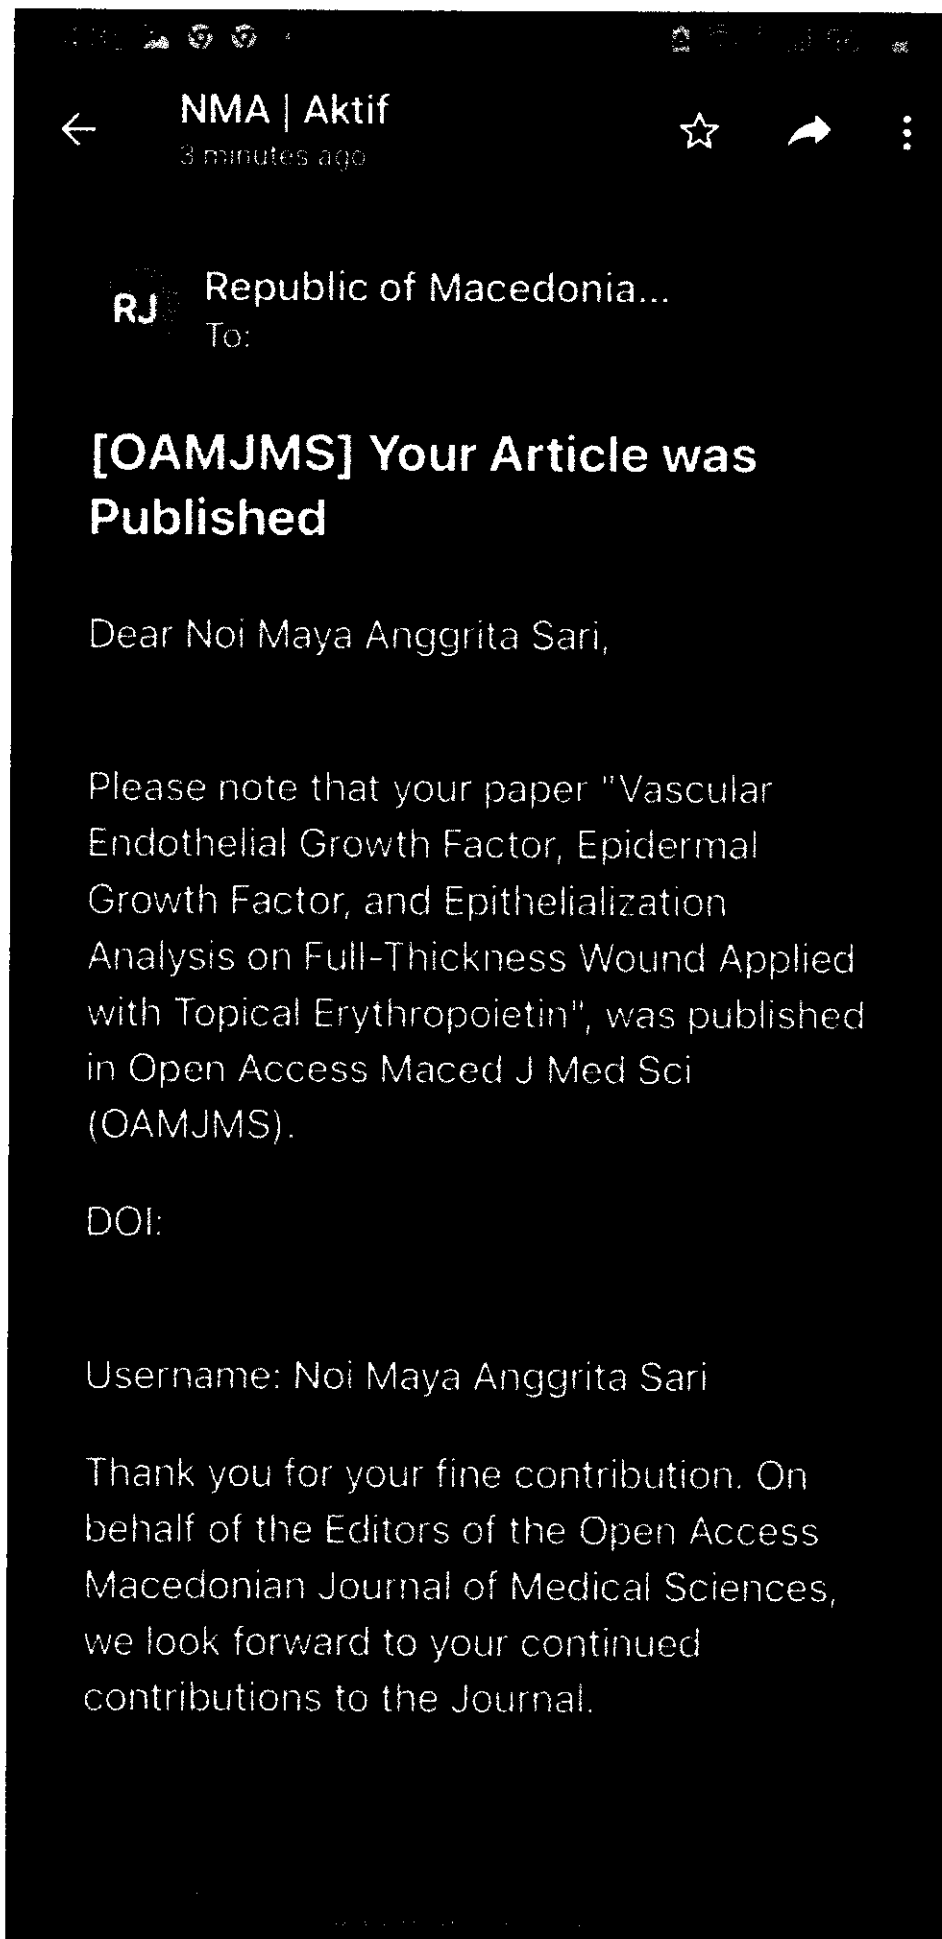 NMA | Aktif
3 minutes ago
RJ
Republic of Macedonia...
To:
[OAMJMS] Your Article was
Published
Dear Noi Maya Anggrita Sari,
Please note that your paper "Vascular
Endothelial Growth Factor, Epidermal
Growth Factor, and Epithelialization
Analysis on Full-Thickness Wound Applied
with Topical Erythropoietin", was published
in Open Access Maced J Med Sci
(OAMJMS).
DOI:
Username: Noi Maya Anggrita Sari
Thank you for your fine contribution. On
behalf of the Editors of the Open Access
Macedonian Journal of Medical Sciences,
we look forward to your continued
contributions to the Journal.